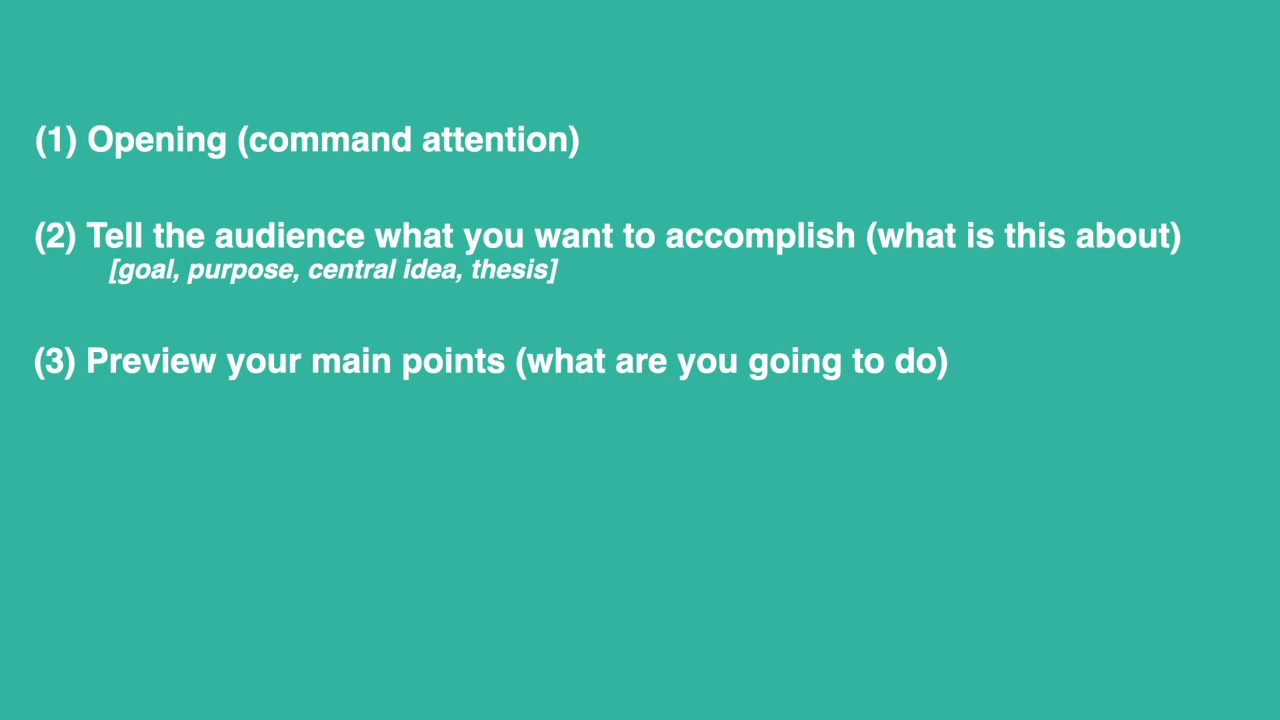 (1) Opening (command attention)
(2) Tell the audience what you want to accomplish (what is this about)
[goal, purpose, central idea, thesis]
(3) Preview your main points (what are you going to do)